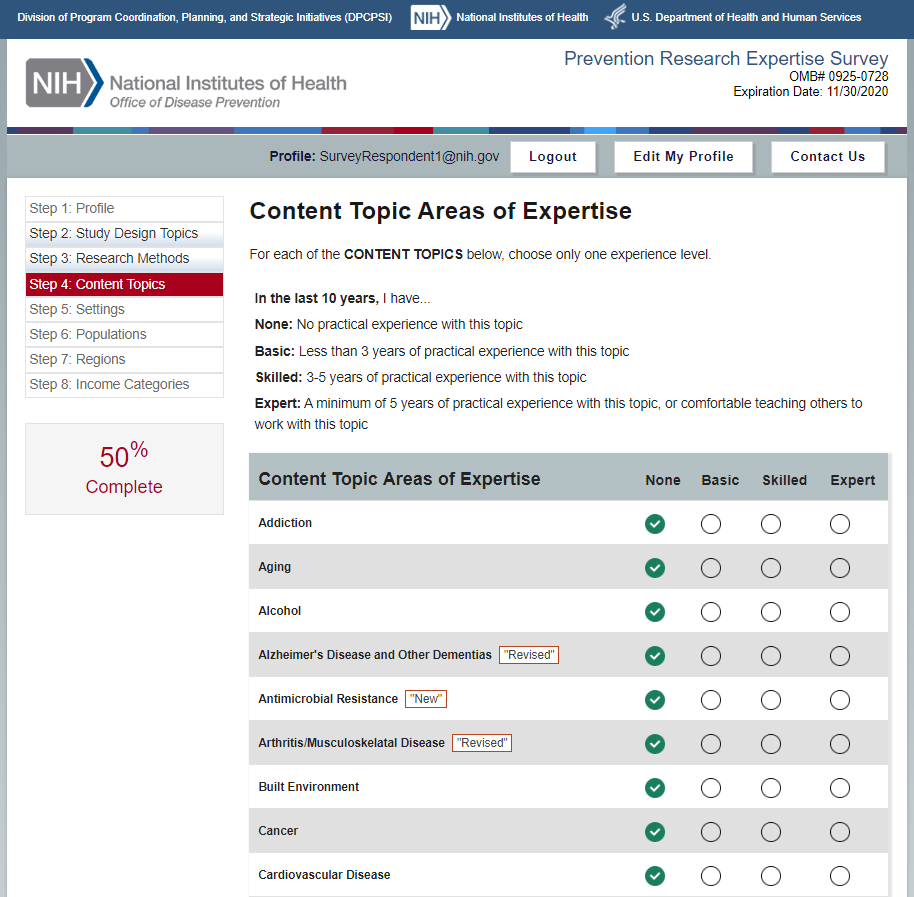 Division of Program Coordination, Planning, and Strategic Initiatives (DPCPSI)
NIH
National Institutes of Health
U.S. Department of Health and Human Services
NIH
National Institutes of Health
Office of Disease Prevention
Prevention Research Expertise Survey
OMB# 0925-0728
Expiration Date: 11/30/2020
Profile: SurveyRespondent1@nih.gov
Logout
Edit My Profile
Contact Us
Step 1: Profile
Step 2: Study Design Topics
Step 3: Research Methods
Step 4: Content Topics
Step 5: Settings
Step 6: Populations
Step 7: Regions
Step 8: Income Categories
50%
Complete
Content Topic Areas of Expertise
For each of the CONTENT TOPICS below, choose only one experience level.
In the last 10 years, I have...
None: No practical experience with this topic
Basic: Less than 3 years of practical experience with this topic
Skilled: 3-5 years of practical experience with this topic
Expert: A minimum of 5 years of practical experience with this topic, or comfortable teaching others to
work with this topic
Content Topic Areas of Expertise None Basic Skilled Expert
Addiction
Aging
Alcohol
Alzheimer's Disease and Other Dementias "Revised"
Antimicrobial Resistance "New"
Arthritis/Musculoskelatal Disease "Revised"
Built Environment
Cancer
Cardiovascular Disease